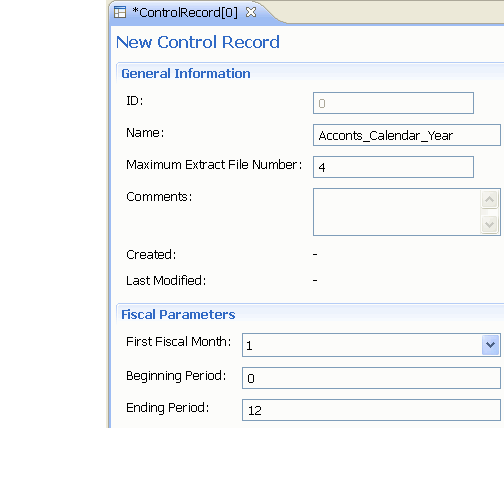 *ControlRecord[0]
New Control Record
General Information
ID: 0
Name: Acconts_Calendar_Year
Maximum Extract File Number: 4
Comments:
Created: -
Last Modified: -
Fiscal Parameters
First Fiscal Month: 1
Beginning Period: 0
Ending Period: 12